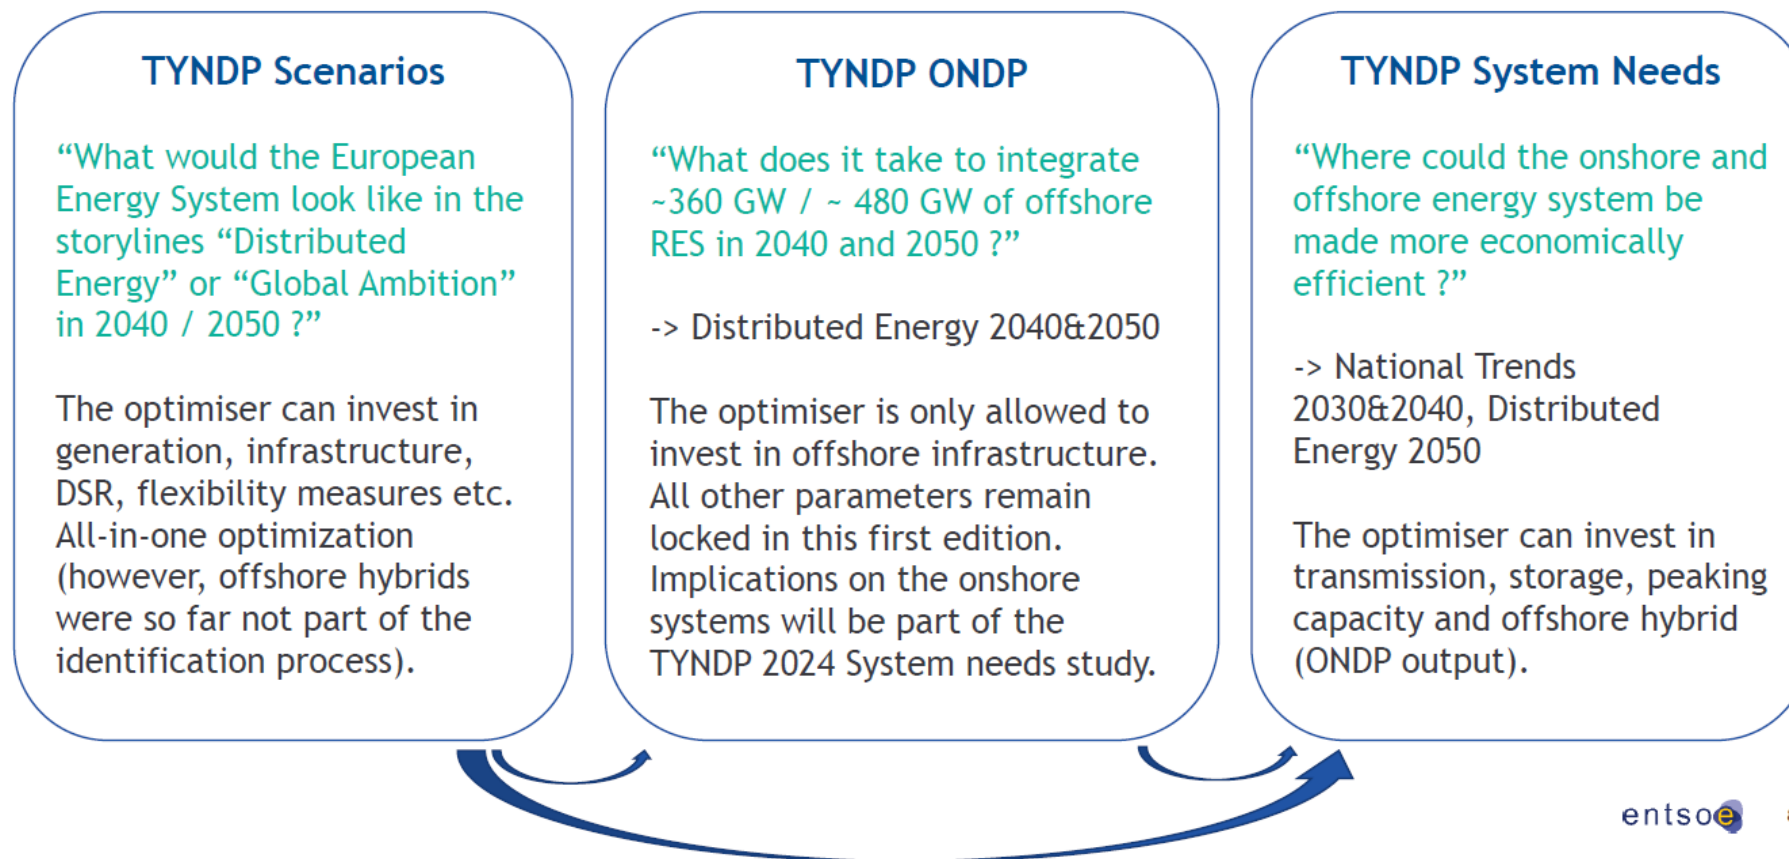 TYNDP Scenarios
“What would the European
Energy System look like in the
storylines “Distributed
Energy” or “Global Ambition”
in 2040 / 2050 ?”
The optimiser can invest in
generation, infrastructure,
DSR, flexibility measures etc.
All-in-one optimization
(however, offshore hybrids
were so far not part of the
identification process).
TYNDP ONDP
“What does it take to integrate
~360 GW / ~ 480 GW of offshore
RES in 2040 and 2050 ?”
-> Distributed Energy 2040&2050
The optimiser is only allowed to
invest in offshore infrastructure.
All other parameters remain
locked in this first edition.
Implications on the onshore
systems will be part of the
TYNDP 2024 System needs study.
TYNDP System Needs
“Where could the onshore and
offshore energy system be
made more economically
efficient ?”
-> National Trends
2030&2040, Distributed
Energy 2050
The optimiser can invest in
transmission, storage, peaking
capacity and offshore hybrid
(ONDP output).
entsoe